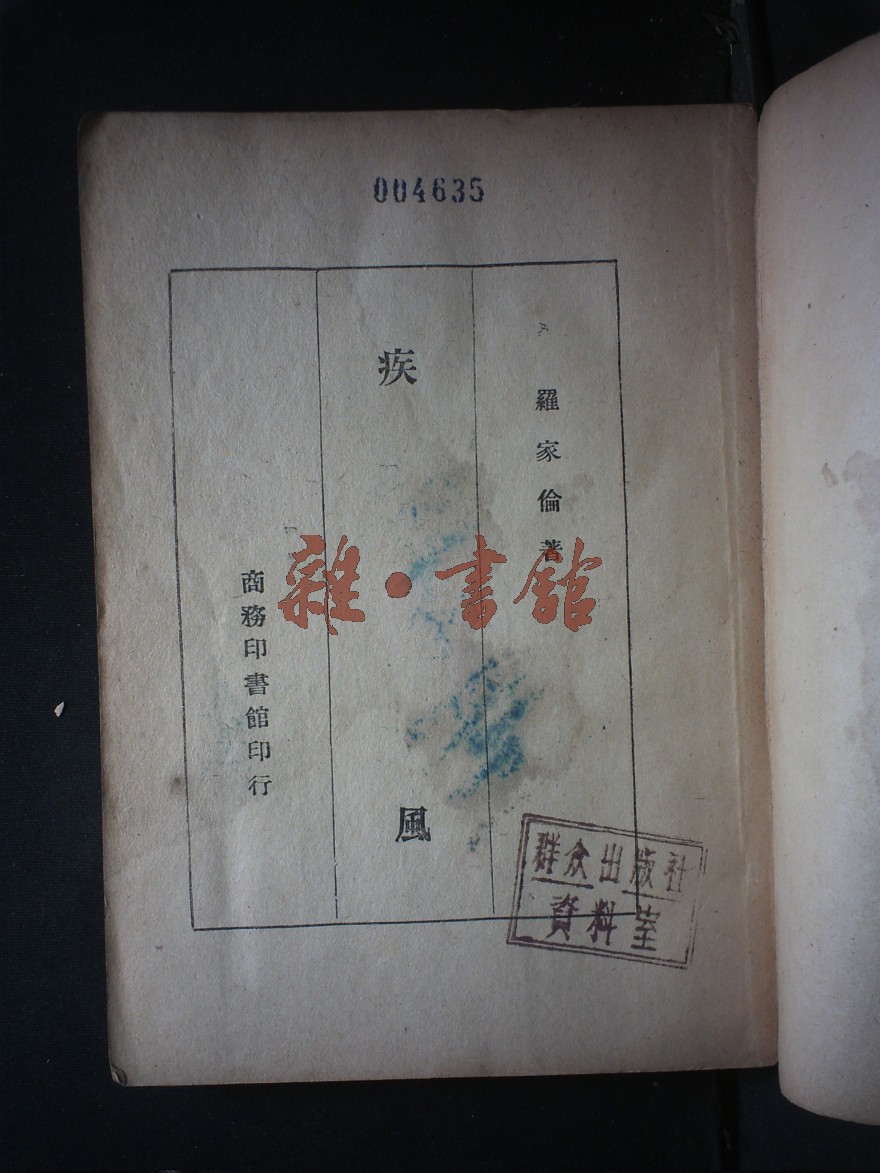 004635
羅家倫著
疾風
商務印書館印行
雜·書館
群众出版社
資料室